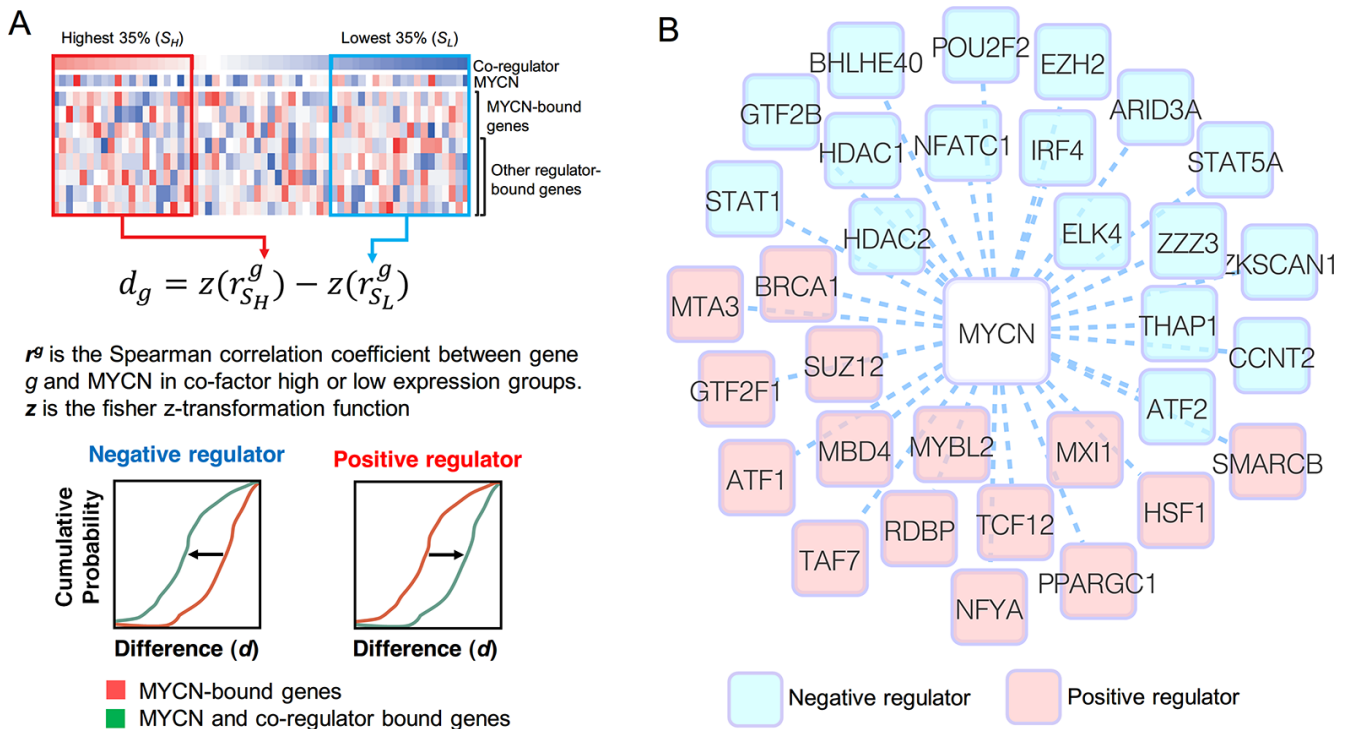 A
Highest 35% (S_H)
Lowest 35% (S_L)
Co-regulator
MYCN
MYCN-bound
genes
Other regulator-
bound genes
d_g = z(r^g_{S_H}) − z(r^g_{S_L})
r^g is the Spearman correlation coefficient between gene
g and MYCN in co-factor high or low expression groups.
z is the fisher z-transformation function
Negative regulator
Positive regulator
Cumulative
Probability
Difference (d)
Difference (d)
MYCN-bound genes
MYCN and co-regulator bound genes
B
BHLHE40
POU2F2
EZH2
GTF2B
ARID3A
HDAC1
NFATC1
IRF4
STAT5A
STAT1
HDAC2
ELK4
ZZZ3
ZKSCAN1
MTA3
BRCA1
MYCN
THAP1
CCNT2
GTF2F1
SUZ12
ATF2
ATF1
MBD4
MYBL2
MXI1
SMARCB
TAF7
RDBP
TCF12
HSF1
NFYA
PPARGC1
Negative regulator
Positive regulator